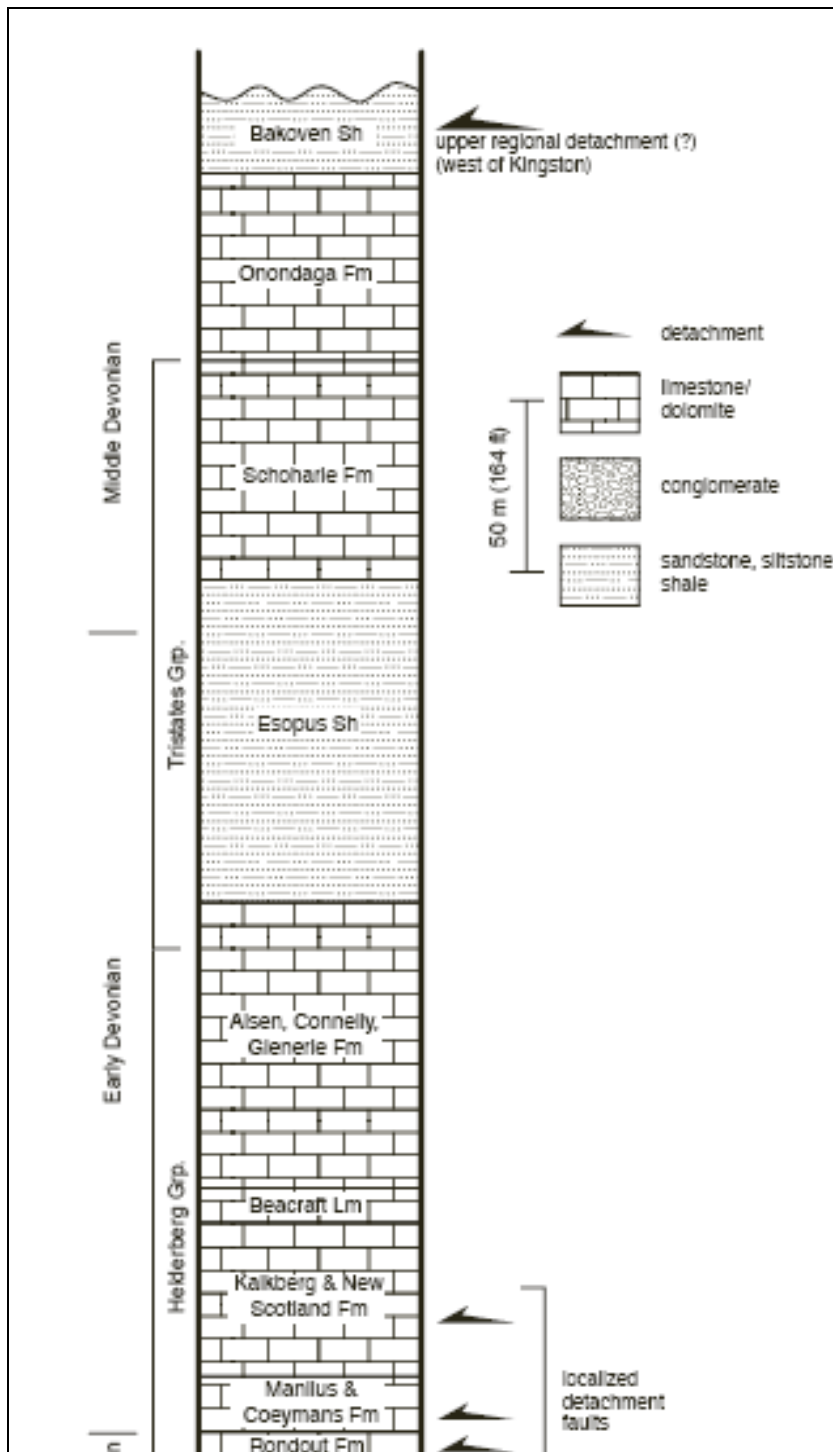 Bakoven Sh
upper regional detachment (?)
(west of Kingston)
Onondaga Fm
detachment
limestone/
dolomite
conglomerate
sandstone, siltstone
shale
50 m (164 ft)
Middle Devonian
Schoharie Fm
Tristates Grp.
Esopus Sh
Early Devonian
Alsen, Connelly,
Glenerie Fm
Helderberg Grp.
Beacraft Lm
Kalkberg & New
Scotland Fm
Manlius &
Coeymans Fm
localized
detachment
faults
Rondout Fm